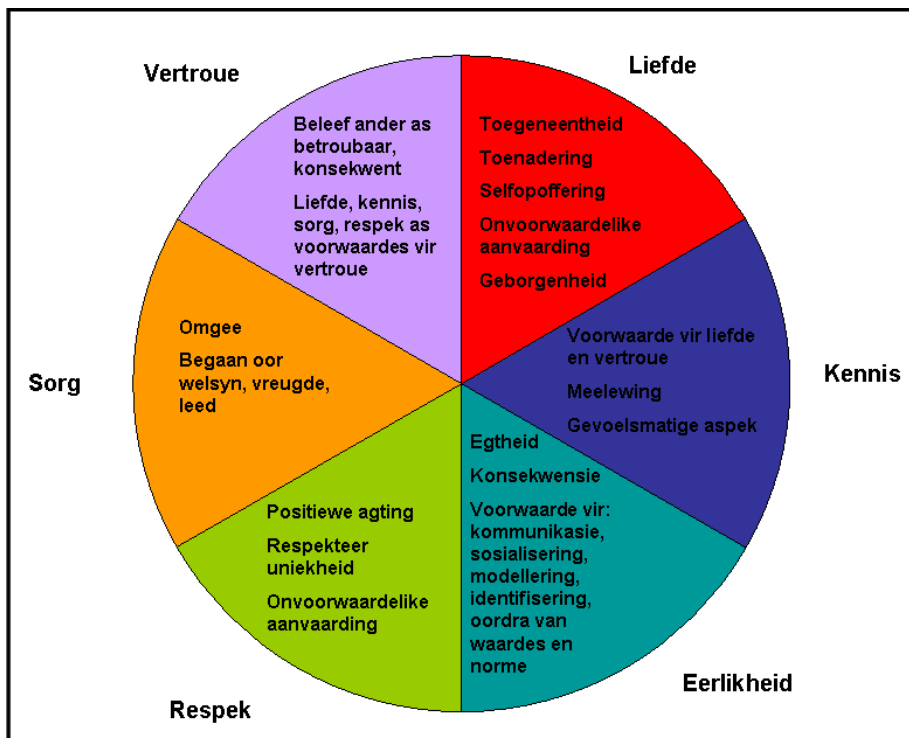 Vertroue
Beleef ander as
betroubaar,
konsekwent
Liefde, kennis,
sorg, respek as
voorwaardes vir
vertroue
Liefde
Toegeneentheid
Toenadering
Selfopoffering
Onvoorwaardelike
aanvaarding
Geborgenheid
Kennis
Voorwaarde vir liefde
en vertroue
Meelewing
Gevoelsmatige aspek
Eerlikheid
Egtheid
Konsekwensie
Voorwaarde vir:
kommunikasie,
sosialisering,
modellering,
identifisering,
oordra van
waardes en
norme
Respek
Positiewe agting
Respekteer
uniekheid
Onvoorwaardelike
aanvaarding
Sorg
Omgee
Begaan oor
welsyn, vreugde,
leed